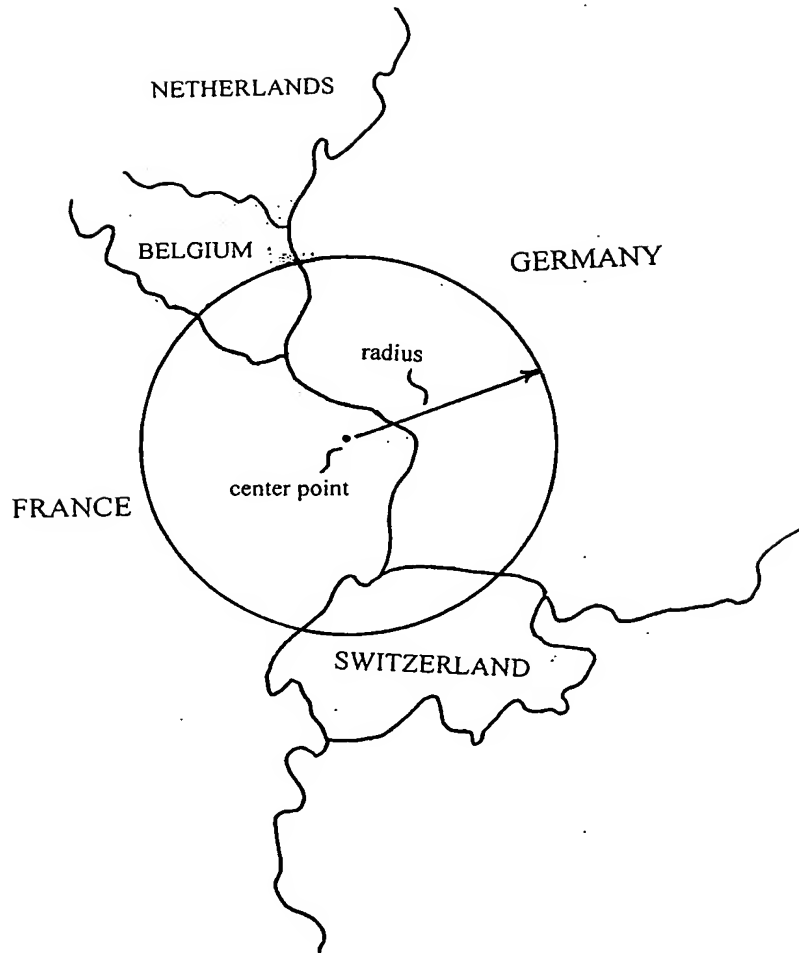 NETHERLANDS
BELGIUM
GERMANY
radius
center point
FRANCE
SWITZERLAND